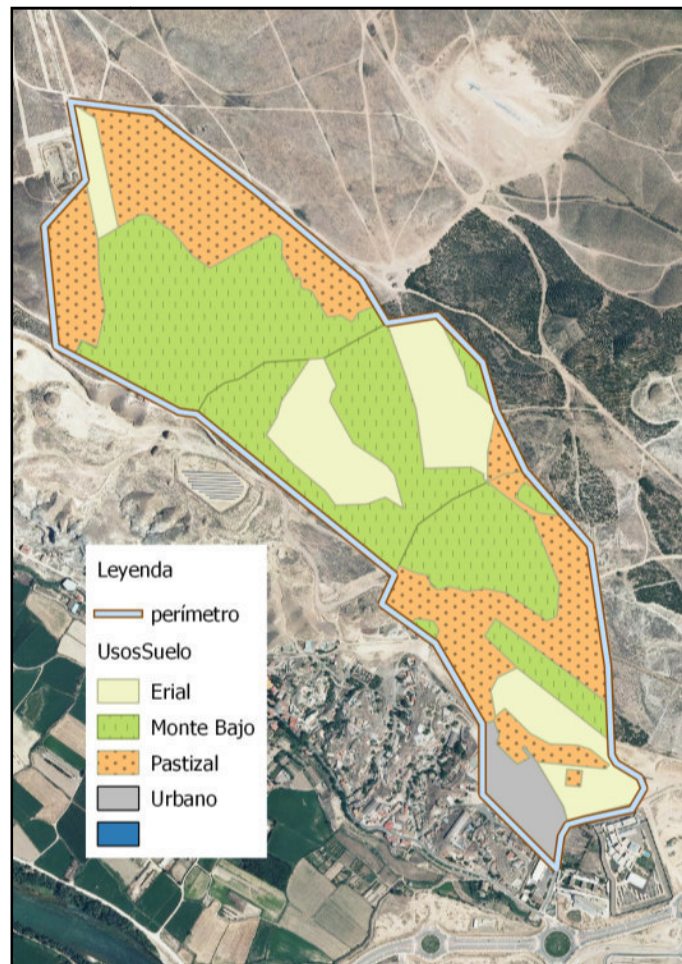 Leyenda
perímetro
UsosSuelo
Erial
Monte Bajo
Pastizal
Urbano